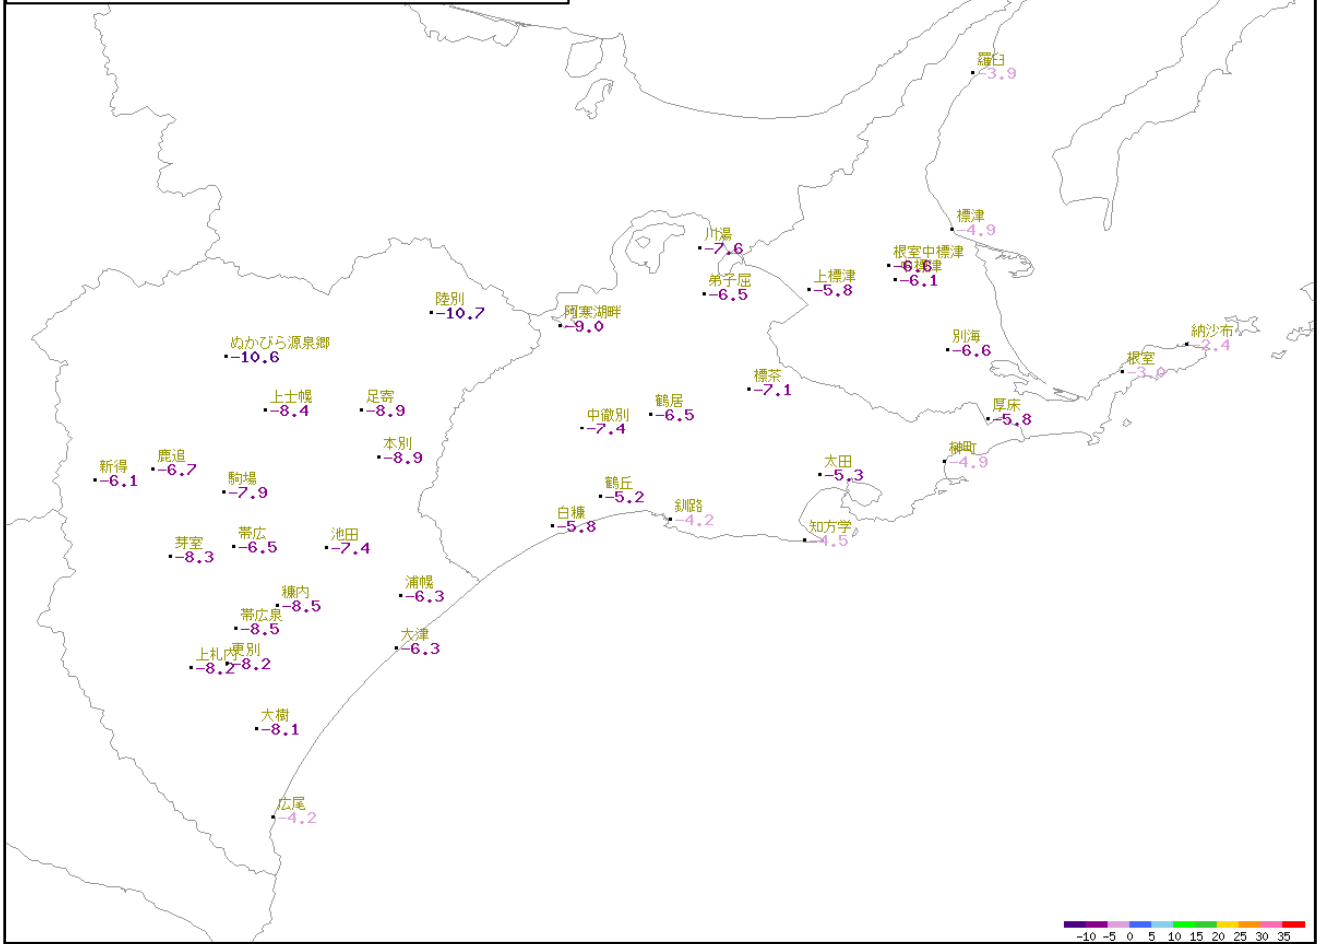 羅臼
-3.9
標津
-4.9
川湯
-7.6
根室中標津
-6.6
中標津
-6.1
弟子屈
-6.5
上標津
-5.8
陸別
-10.7
阿寒湖畔
-9.0
納沙布
-2.4
ぬかびら源泉郷
-10.6
別海
-6.6
根室
-3.0
標茶
-7.1
上士幌
-8.4
足寄
-8.9
鶴居
-6.5
厚床
-5.8
中徹別
-7.4
本別
-8.9
榊町
-4.9
鹿追
-6.7
新得
-6.1
太田
-5.3
駒場
-7.9
鶴丘
-5.2
白糠
-5.8
釧路
-4.2
知方学
-4.5
帯広
-6.5
池田
-7.4
芽室
-8.3
浦幌
-6.3
糠内
-8.5
帯広泉
-8.5
大津
-6.3
更別
-8.2
上札内
-8.2
大樹
-8.1
広尾
-4.2
-10 -5 0 5 10 15 20 25 30 35